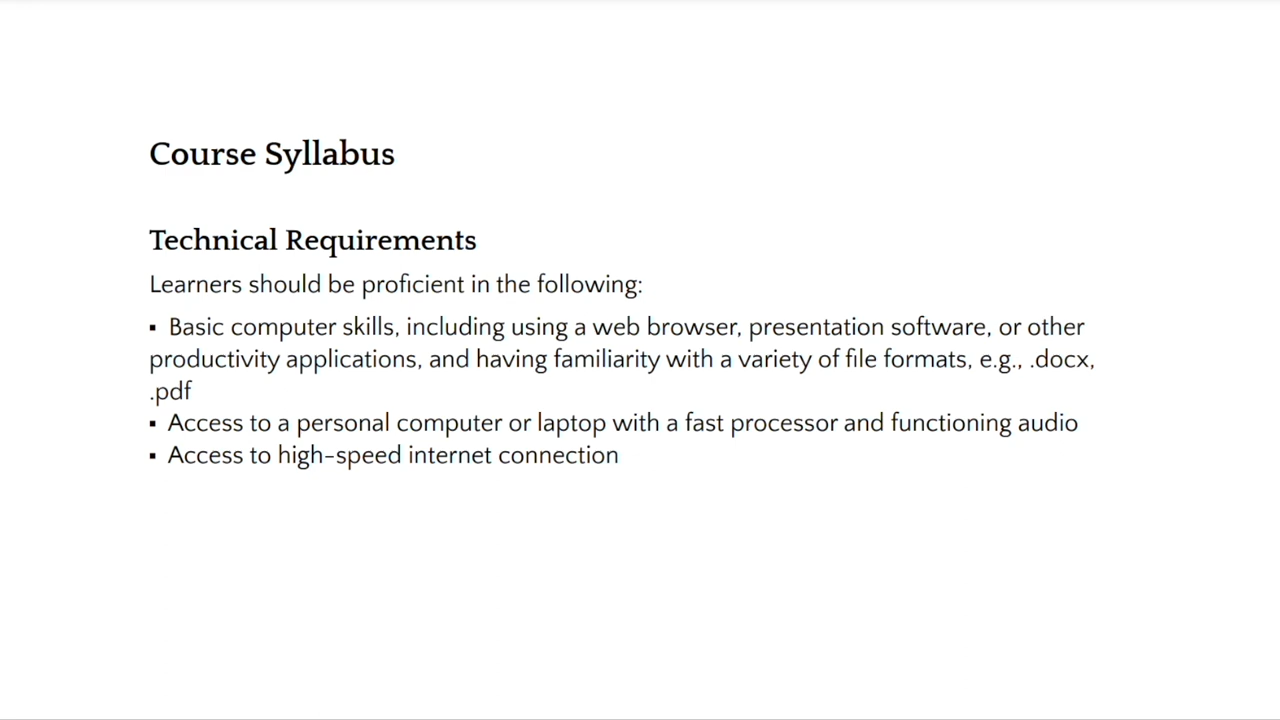 Course Syllabus
Technical Requirements
Learners should be proficient in the following:
▪ Basic computer skills, including using a web browser, presentation software, or other
productivity applications, and having familiarity with a variety of file formats, e.g., .docx,
.pdf
▪ Access to a personal computer or laptop with a fast processor and functioning audio
▪ Access to high-speed internet connection